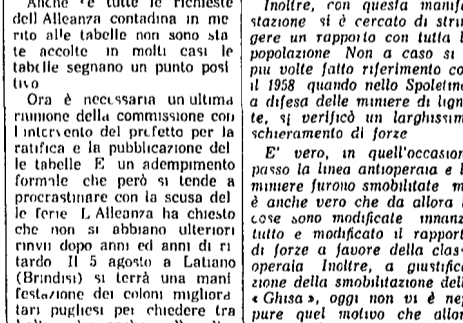 Anche se tutte le richieste
dell Alleanza contadina in me
rito alle tabelle non sono sta
te accolte in molti casi le
tabelle segnano un punto posi
tivo
Ora è necessaria un ultima
riunione della commissione con
l intervento del prefetto per la
ratifica e la pubblicazione del
le tabelle E un adempimento
formale che però si tende a
procrastinare con la scusa del
le ferie L Alleanza ha chiesto
che non si abbiano ulteriori
rinvii dopo anni ed anni di ri
tardo Il 5 agosto a Latiano
(Brindisi) si terrà una mani
festazione dei coloni migliora
tari pugliesi per chiedere tra
Inoltre, con questa manife
stazione si è cercato di stru
gere un rapporto con tutta l
popolazione Non a caso si
piu volte fatto riferimento co
il 1958 quando nello Spoletin
a difesa delle miniere di lign
te, si verificò un larghissim
schieramento di forze
E' vero, in quell'occasion
passo la linea antioperaia e l
miniere furono smobilitate m
è anche vero che da allora l
cose sono modificate innanz
tutto e modificato il rapport
di forze a favore della clas
operaia Inoltre, a giustific
zione della smobilitazione del
« Ghisa », oggi non vi è ne
pure quel motivo che allor